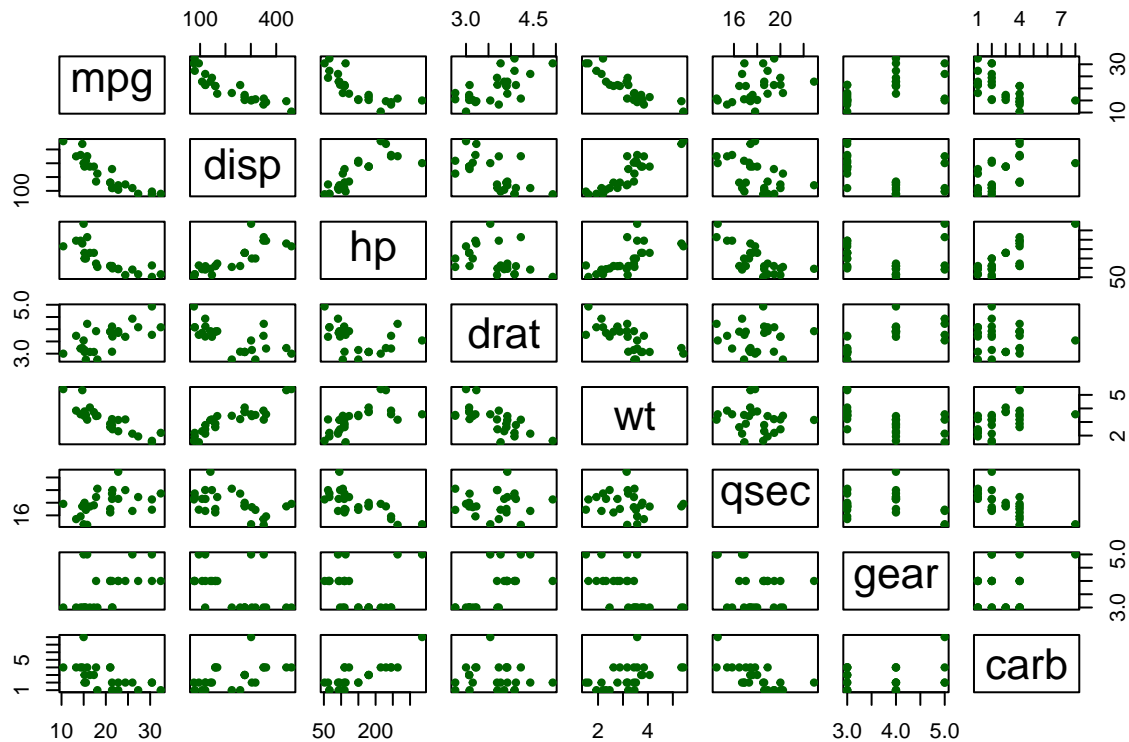 100 400 3.0 4.5 16 20 1 4 7
mpg 10 30
100 disp
hp 50
3.0 5.0 drat
wt 2 5
16 qsec
gear 3.0 5.0
1 5 carb
10 20 30 50 200 2 4 3.0 4.0 5.0